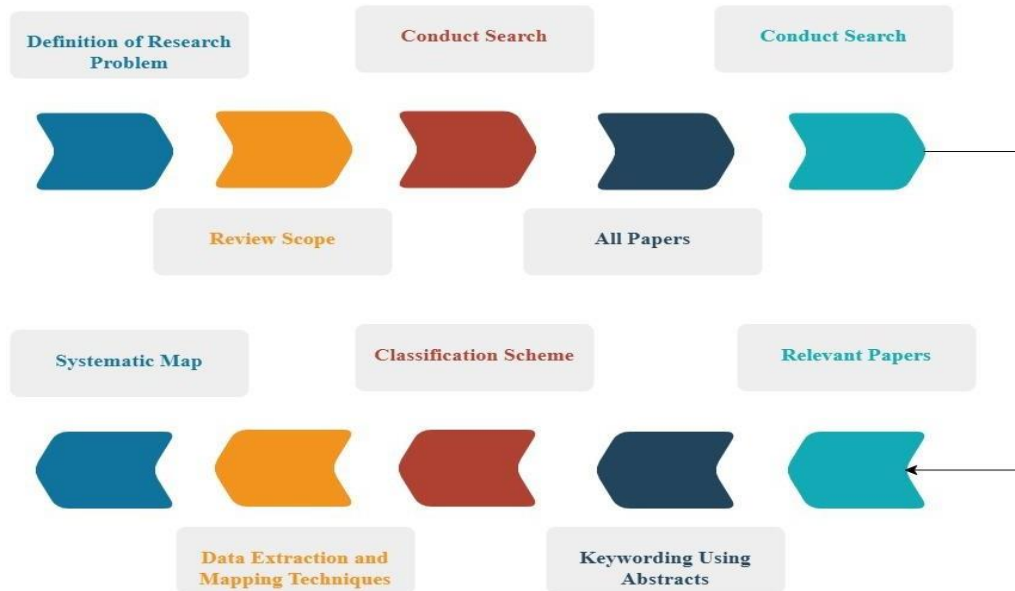 Definition of Research
Problem
Conduct Search
Conduct Search
Review Scope
All Papers
Systematic Map
Classification Scheme
Relevant Papers
Data Extraction and
Mapping Techniques
Keywording Using
Abstracts